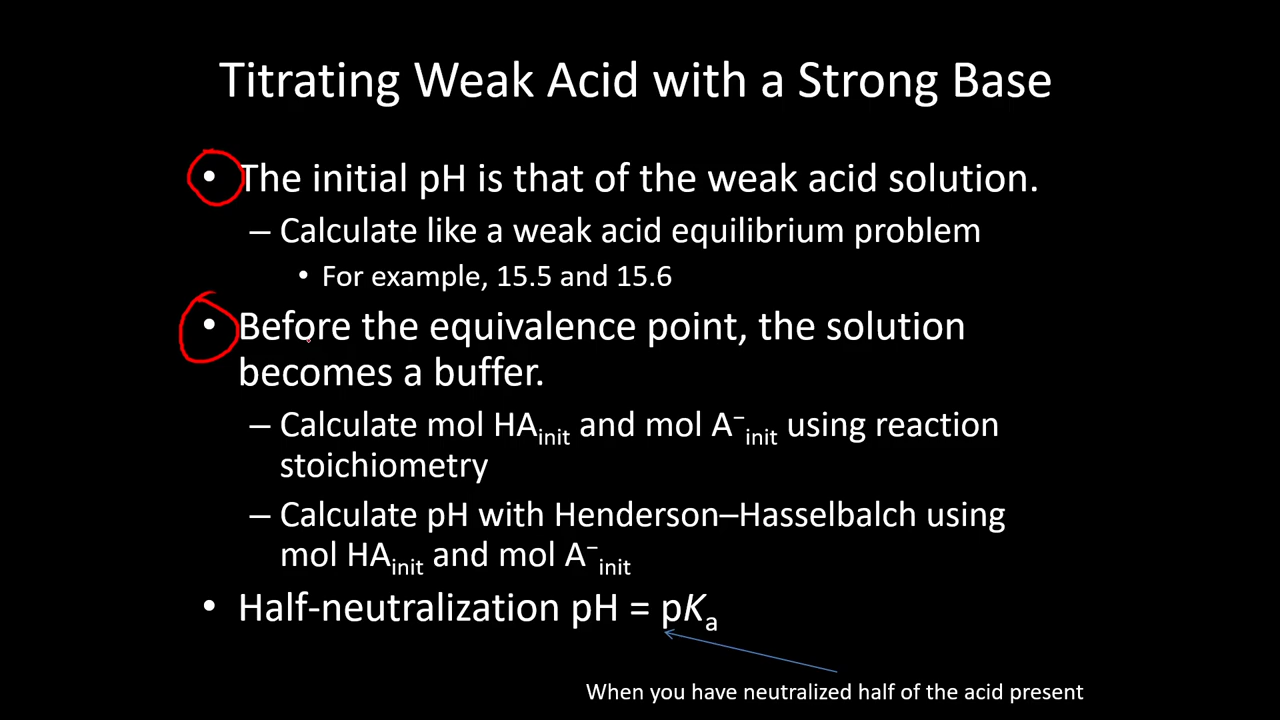 Titrating Weak Acid with a Strong Base
• The initial pH is that of the weak acid solution.
– Calculate like a weak acid equilibrium problem
• For example, 15.5 and 15.6
• Before the equivalence point, the solution
becomes a buffer.
– Calculate mol HAinit and mol A⁻init using reaction
stoichiometry
– Calculate pH with Henderson–Hasselbalch using
mol HAinit and mol A⁻init
• Half-neutralization pH = pKa
When you have neutralized half of the acid present